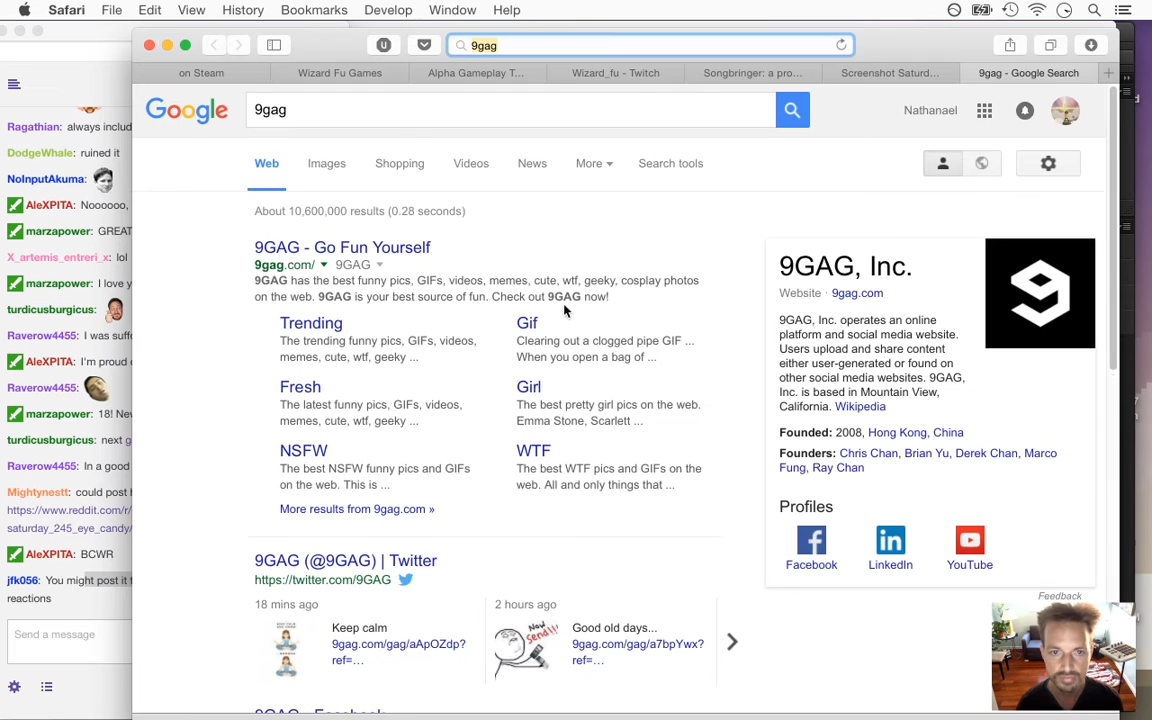 Safari File Edit View History Bookmarks Develop Window Help
9gag
on Steam
Wizard Fu Games
Alpha Gameplay T...
Wizard_fu - Twitch
Songbringer: a pro...
Screenshot Saturd...
9gag - Google Search
Google
9gag
Nathanael
Web Images Shopping Videos News More Search tools
About 10,600,000 results (0.28 seconds)
9GAG - Go Fun Yourself
9gag.com/ 9GAG
9GAG has the best funny pics, GIFs, videos, memes, cute, wtf, geeky, cosplay photos
on the web. 9GAG is your best source of fun. Check out 9GAG now!
Trending
The trending funny pics, GIFs, videos,
memes, cute, wtf, geeky ...
Gif
Clearing out a clogged pipe GIF ...
When you open a bag of ...
Fresh
The latest funny pics, GIFs, videos,
memes, cute, wtf, geeky ...
Girl
The best pretty girl pics on the web.
Emma Stone, Scarlett ...
NSFW
The best NSFW funny pics and GIFs
on the web. This is ...
WTF
The best WTF pics and GIFs on the
web. All and only things that ...
More results from 9gag.com »
9GAG (@9GAG) | Twitter
https://twitter.com/9GAG
18 mins ago
Keep calm
9gag.com/gag/aApOZdp?
ref=...
2 hours ago
Now send!!!
Good old days...
9gag.com/gag/a7bpYwx?
ref=...
9GAG - Facebook
9GAG, Inc.
Website · 9gag.com
9GAG, Inc. operates an online
platform and social media website.
Users upload and share content
either user-generated or found on
other social media websites. 9GAG,
Inc. is based in Mountain View,
California. Wikipedia
Founded: 2008, Hong Kong, China
Founders: Chris Chan, Brian Yu, Derek Chan, Marco
Fung, Ray Chan
Profiles
Facebook
LinkedIn
YouTube
Feedback
Ragathian: always includ
DodgeWhale: ruined it
NoInputAkuma:
AleXPITA: Noooooo,
marzapower: GREAT
X_artemis_entreri_x: lol
marzapower: I love y
turdicusburgicus:
Raverow4455: I was suff
AleXPITA: I'm proud
Raverow4455:
marzapower: 18! Nev
turdicusburgicus: next g
Raverow4455: In a good
Mightynestt: could post
https://www.reddit.com/r/
saturday_245_eye_candy/
AleXPITA: BCWR
jfk056: You might post it
reactions
Send a message